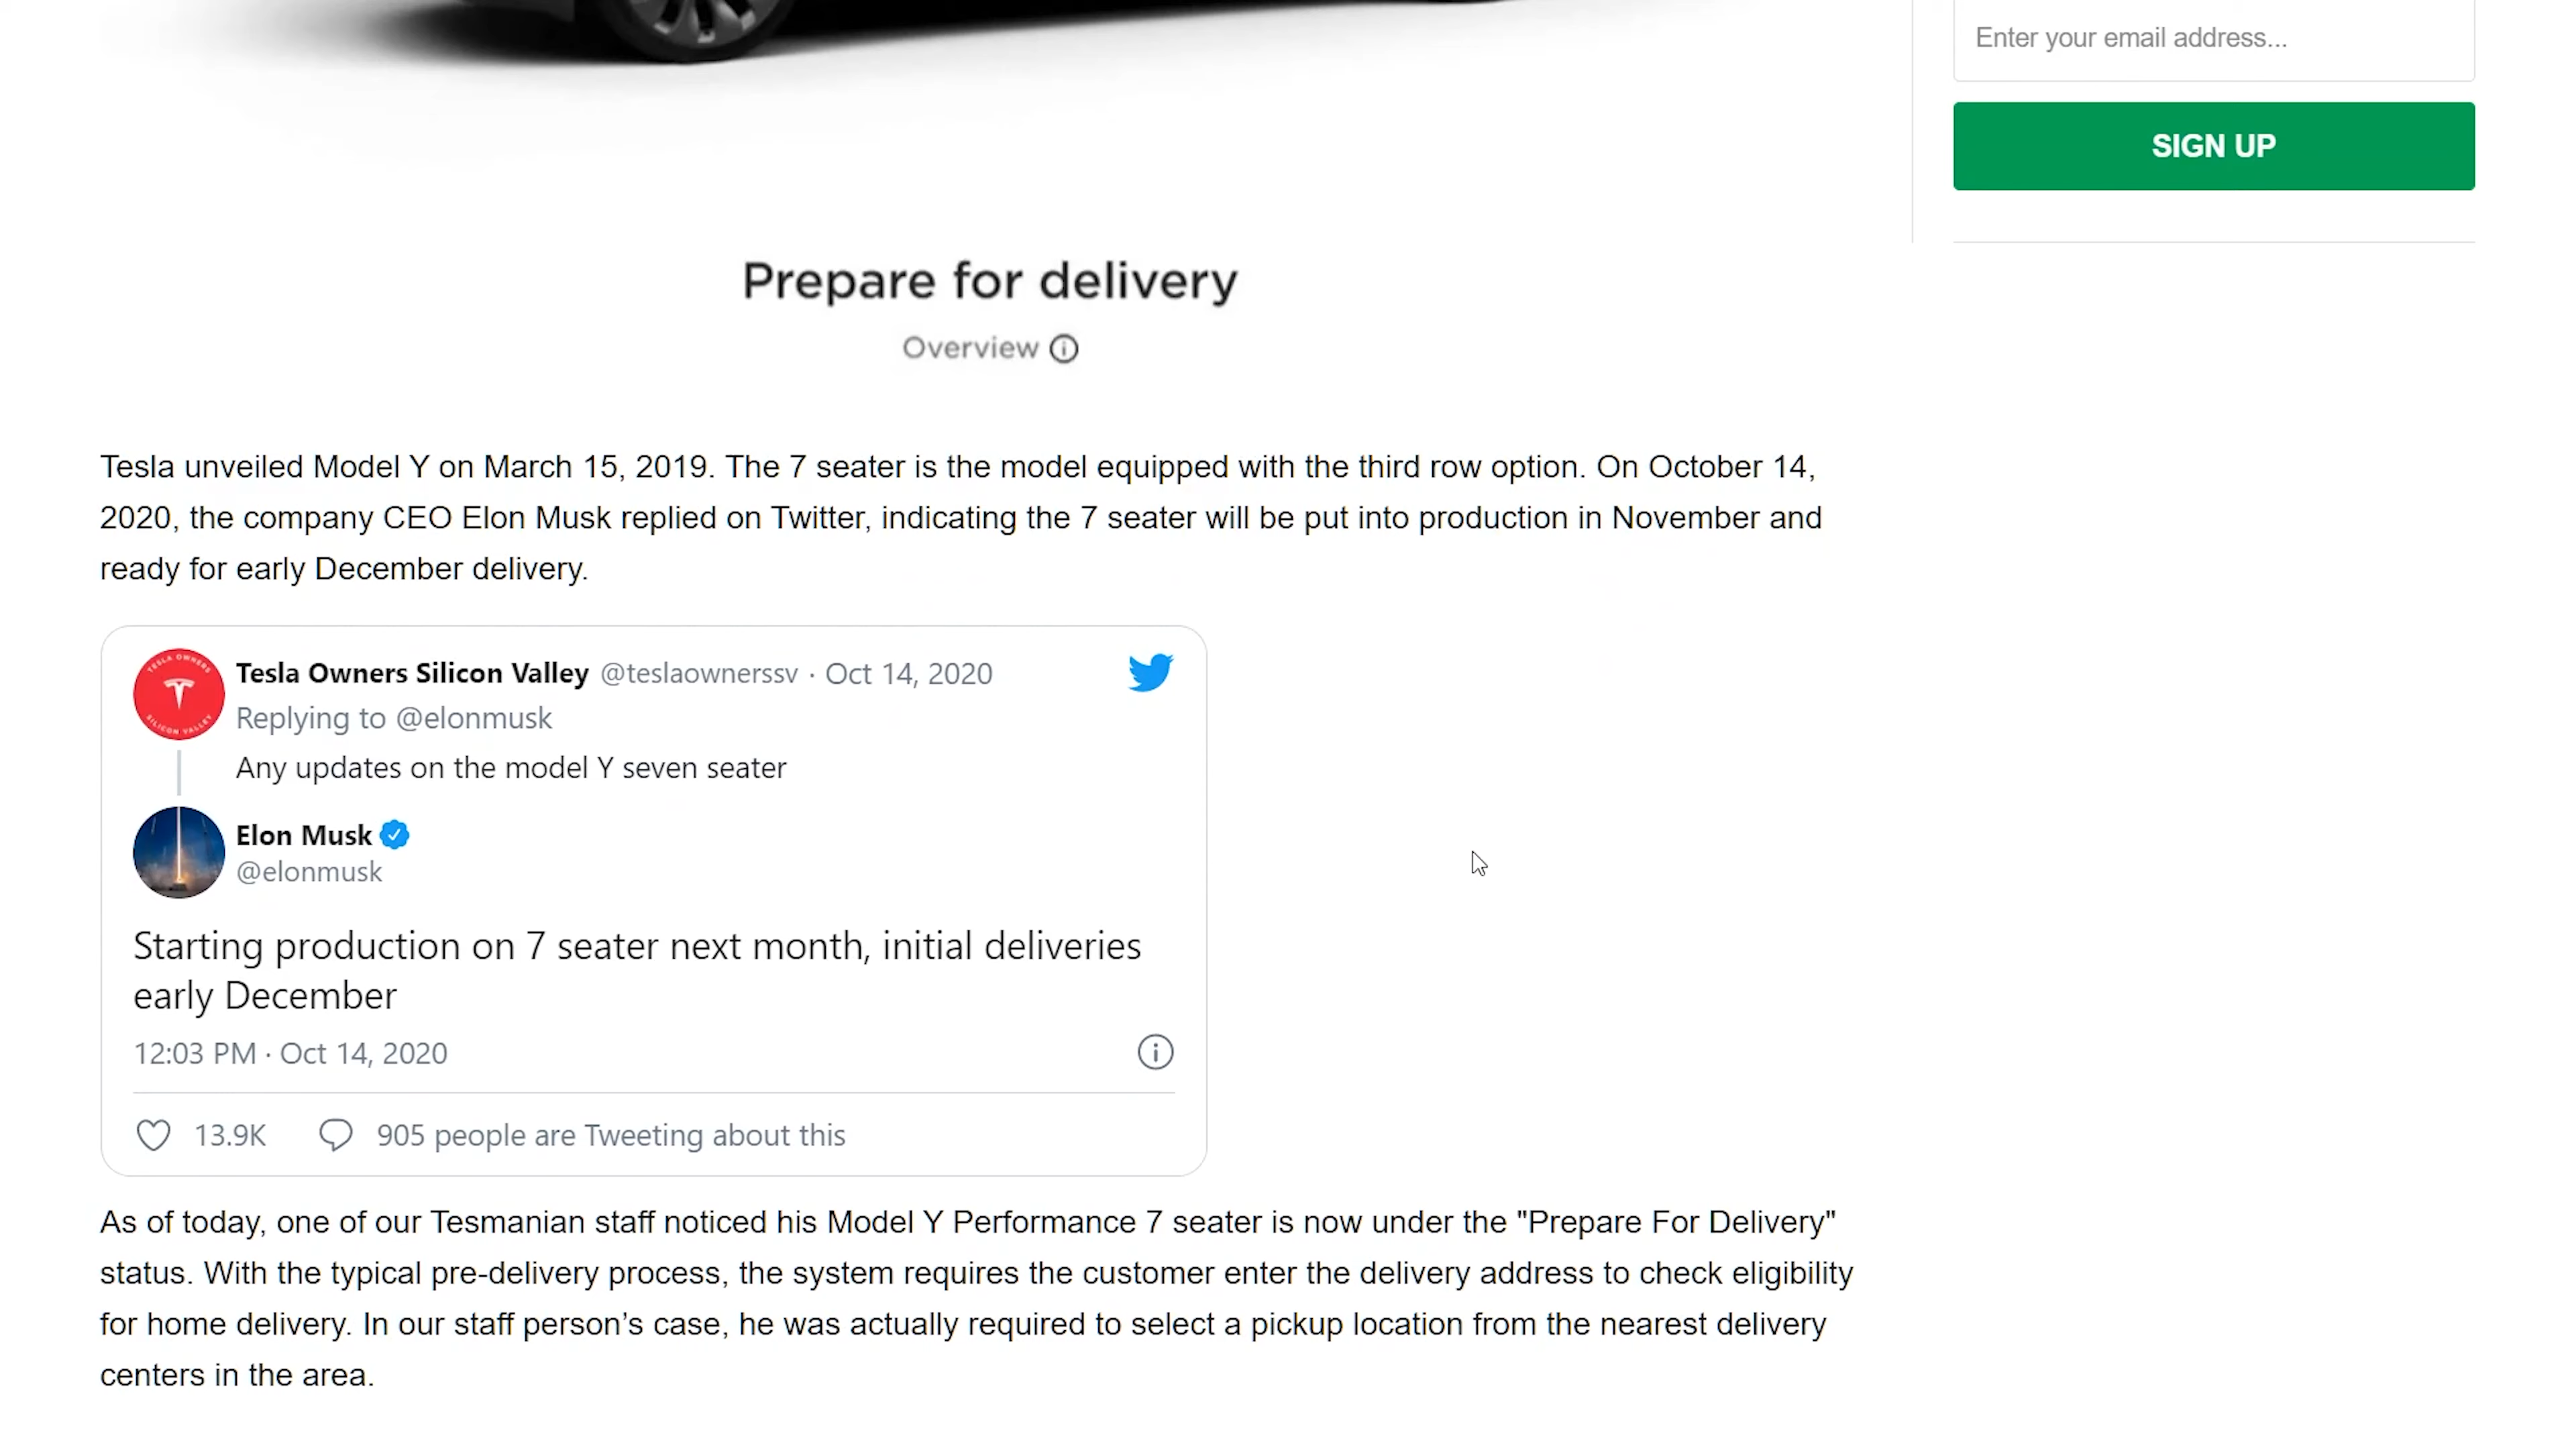 Enter your email address...
SIGN UP
Prepare for delivery
Overview
Tesla unveiled Model Y on March 15, 2019. The 7 seater is the model equipped with the third row option. On October 14,
2020, the company CEO Elon Musk replied on Twitter, indicating the 7 seater will be put into production in November and
ready for early December delivery.
TESLA OWNERS
SILICON VALLEY
Tesla Owners Silicon Valley @teslaownerssv · Oct 14, 2020
Replying to @elonmusk
Any updates on the model Y seven seater
Elon Musk
@elonmusk
Starting production on 7 seater next month, initial deliveries
early December
12:03 PM · Oct 14, 2020
13.9K 905 people are Tweeting about this
As of today, one of our Tesmanian staff noticed his Model Y Performance 7 seater is now under the "Prepare For Delivery"
status. With the typical pre-delivery process, the system requires the customer enter the delivery address to check eligibility
for home delivery. In our staff person’s case, he was actually required to select a pickup location from the nearest delivery
centers in the area.